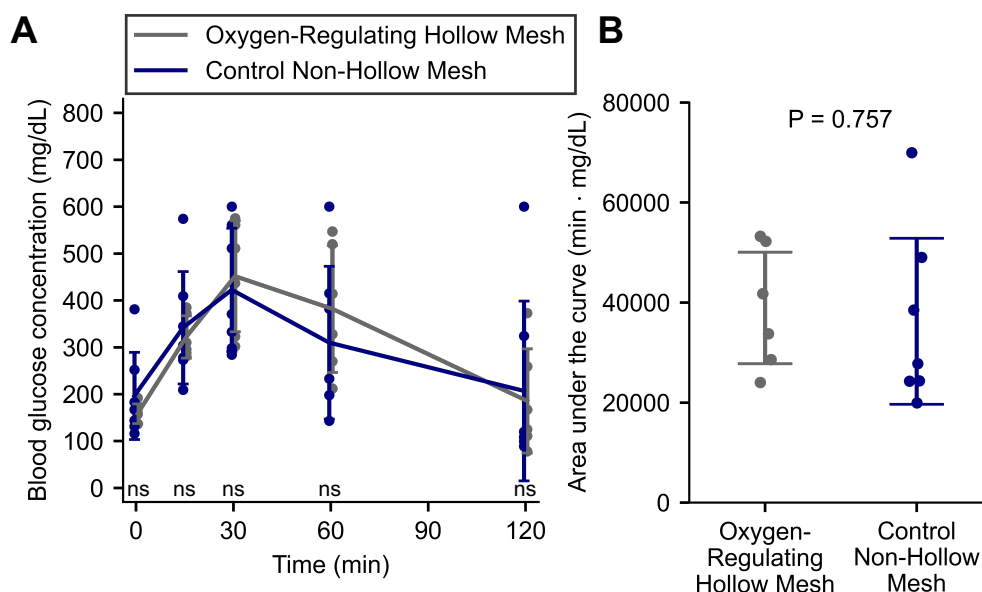 A
Oxygen-Regulating Hollow Mesh
Control Non-Hollow Mesh
Blood glucose concentration (mg/dL)
800
700
600
500
400
300
200
100
0
ns ns ns ns ns
0 30 60 90 120
Time (min)
B
Area under the curve (min · mg/dL)
80000
60000
40000
20000
0
P = 0.757
Oxygen-
Regulating
Hollow Mesh
Control
Non-Hollow
Mesh